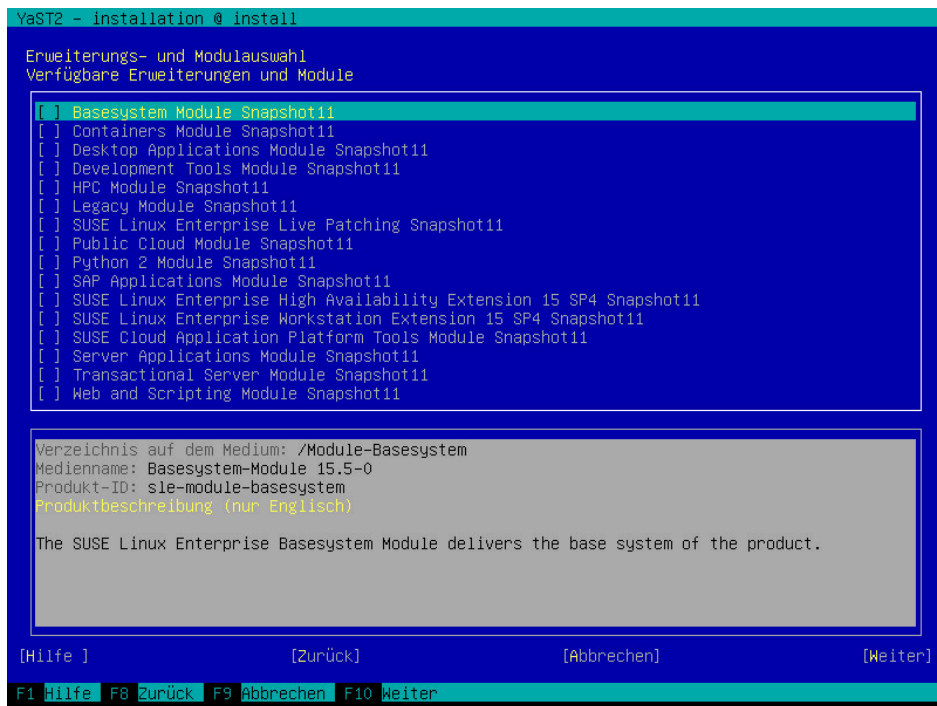 YaST2 - installation @ install
Erweiterungs- und Modulauswahl
Verfügbare Erweiterungen und Module
[ ] Basesystem Module Snapshot11
[ ] Containers Module Snapshot11
[ ] Desktop Applications Module Snapshot11
[ ] Development Tools Module Snapshot11
[ ] HPC Module Snapshot11
[ ] Legacy Module Snapshot11
[ ] SUSE Linux Enterprise Live Patching Snapshot11
[ ] Public Cloud Module Snapshot11
[ ] Python 2 Module Snapshot11
[ ] SAP Applications Module Snapshot11
[ ] SUSE Linux Enterprise High Availability Extension 15 SP4 Snapshot11
[ ] SUSE Linux Enterprise Workstation Extension 15 SP4 Snapshot11
[ ] SUSE Cloud Application Platform Tools Module Snapshot11
[ ] Server Applications Module Snapshot11
[ ] Transactional Server Module Snapshot11
[ ] Web and Scripting Module Snapshot11
Verzeichnis auf dem Medium: /Module-Basesystem
Medienname: Basesystem-Module 15.5-0
Produkt-ID: sle-module-basesystem
Produktbeschreibung (nur Englisch)
The SUSE Linux Enterprise Basesystem Module delivers the base system of the product.
[Hilfe ] [Zurück] [Abbrechen] [Weiter]
F1 Hilfe F8 Zurück F9 Abbrechen F10 Weiter